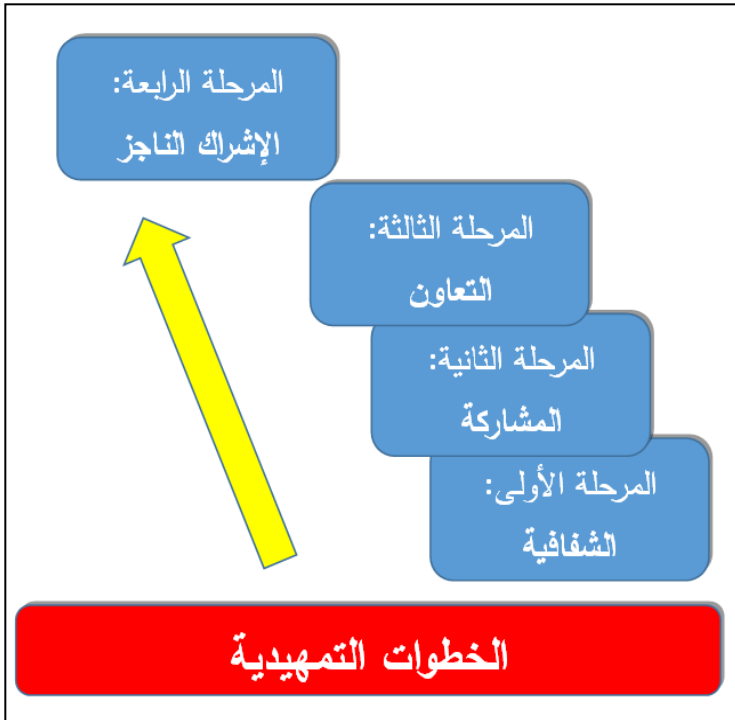 المرحلة الرابعة:
الإشراك الناجز
المرحلة الثالثة:
التعاون
المرحلة الثانية:
المشاركة
المرحلة الأولى:
الشفافية
الخطوات التمهيدية